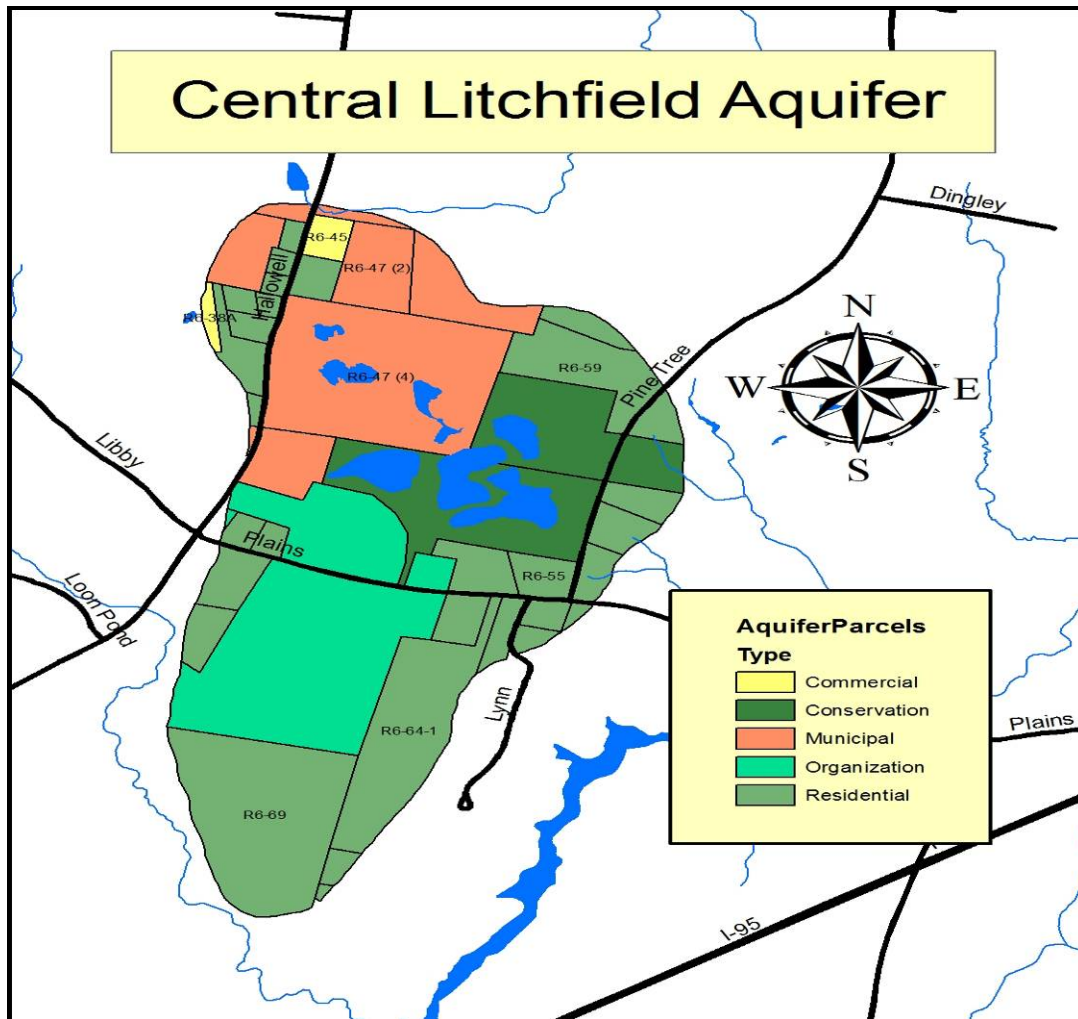 Central Litchfield Aquifer
Dingley
R6-45
R6-47 (2)
Hallowell
R6-38A
N
R6-59
Pine Tree
R6-47 (4)
W
E
Libby
S
Plains
R6-55
Loon Pond
AquiferParcels
Type
Commercial
Conservation
Municipal
Organization
Residential
Lynn
Plains
R6-64-1
R6-69
I-95